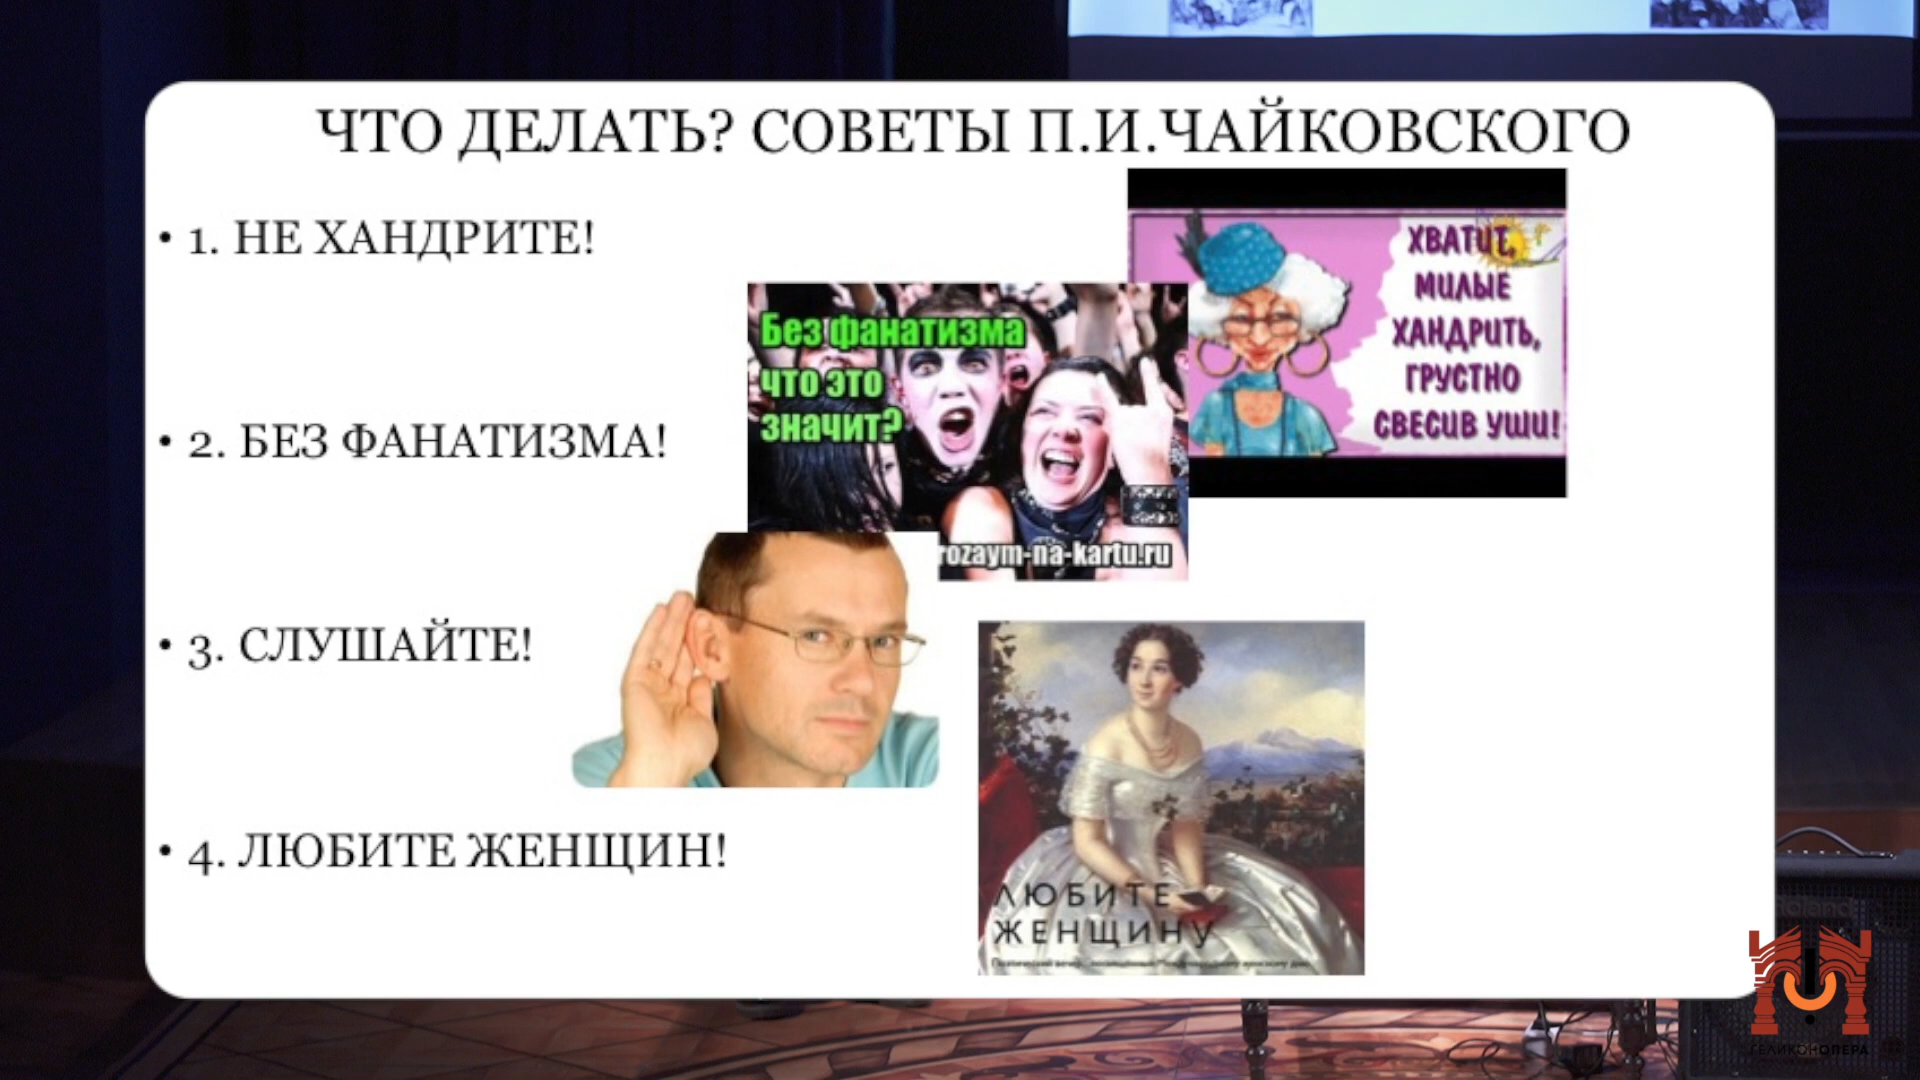 ЧТО ДЕЛАТЬ? СОВЕТЫ П.И.ЧАЙКОВСКОГО
• 1. НЕ ХАНДРИТЕ!
ХВАТИТ,
МИЛЫЕ
ХАНДРИТЬ,
ГРУСТНО
СВЕСИВ УШИ!
Без фанатизма
что это
значит?
rozaym-na-kartu.ru
• 2. БЕЗ ФАНАТИЗМА!
• 3. СЛУШАЙТЕ!
• 4. ЛЮБИТЕ ЖЕНЩИН!
ЛЮБИТЕ
ЖЕНЩИНУ
Roland
ГЕЛИКОНОПЕРА